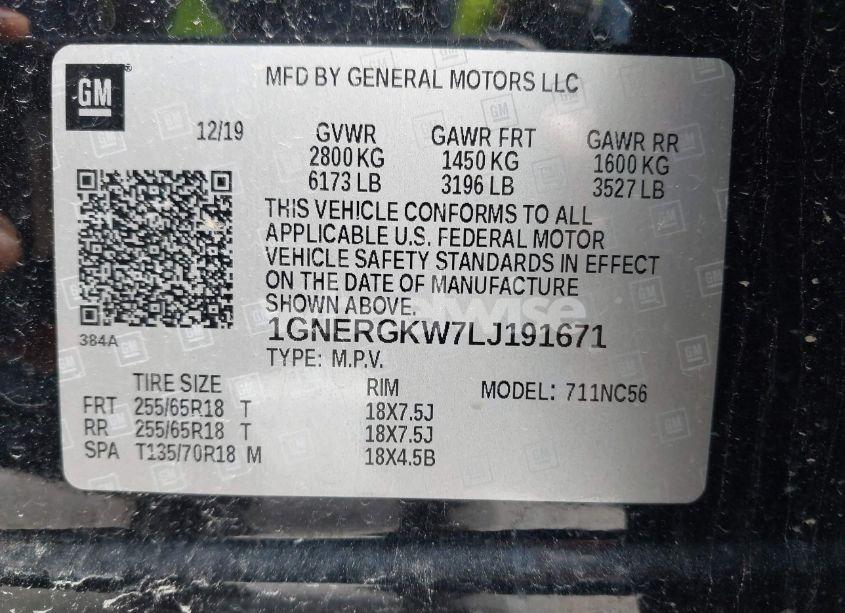 GM
MFD BY GENERAL MOTORS LLC
12/19
GVWR GAWR FRT GAWR RR
2800 KG 1450 KG 1600 KG
6173 LB 3196 LB 3527 LB
THIS VEHICLE CONFORMS TO ALL
APPLICABLE U.S. FEDERAL MOTOR
VEHICLE SAFETY STANDARDS IN EFFECT
ON THE DATE OF MANUFACTURE
SHOWN ABOVE.
384A
1GNERGKW7LJ191671
TYPE: M.P.V.
TIRE SIZE RIM MODEL: 711NC56
FRT 255/65R18 T 18X7.5J
RR 255/65R18 T 18X7.5J
SPA T135/70R18 M 18X4.5B